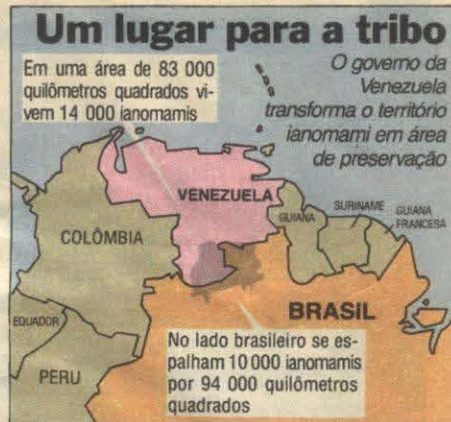 Um lugar para a tribo
O governo da
Venezuela
transforma o território
ianomami em área
de preservação
Em uma área de 83 000
quilômetros quadrados vi-
vem 14 000 ianomamis
VENEZUELA
GUIANA
SURINAME
GUIANA
FRANCESA
COLÔMBIA
EQUADOR
PERU
BRASIL
No lado brasileiro se es-
palham 10 000 ianomamis
por 94 000 quilômetros
quadrados